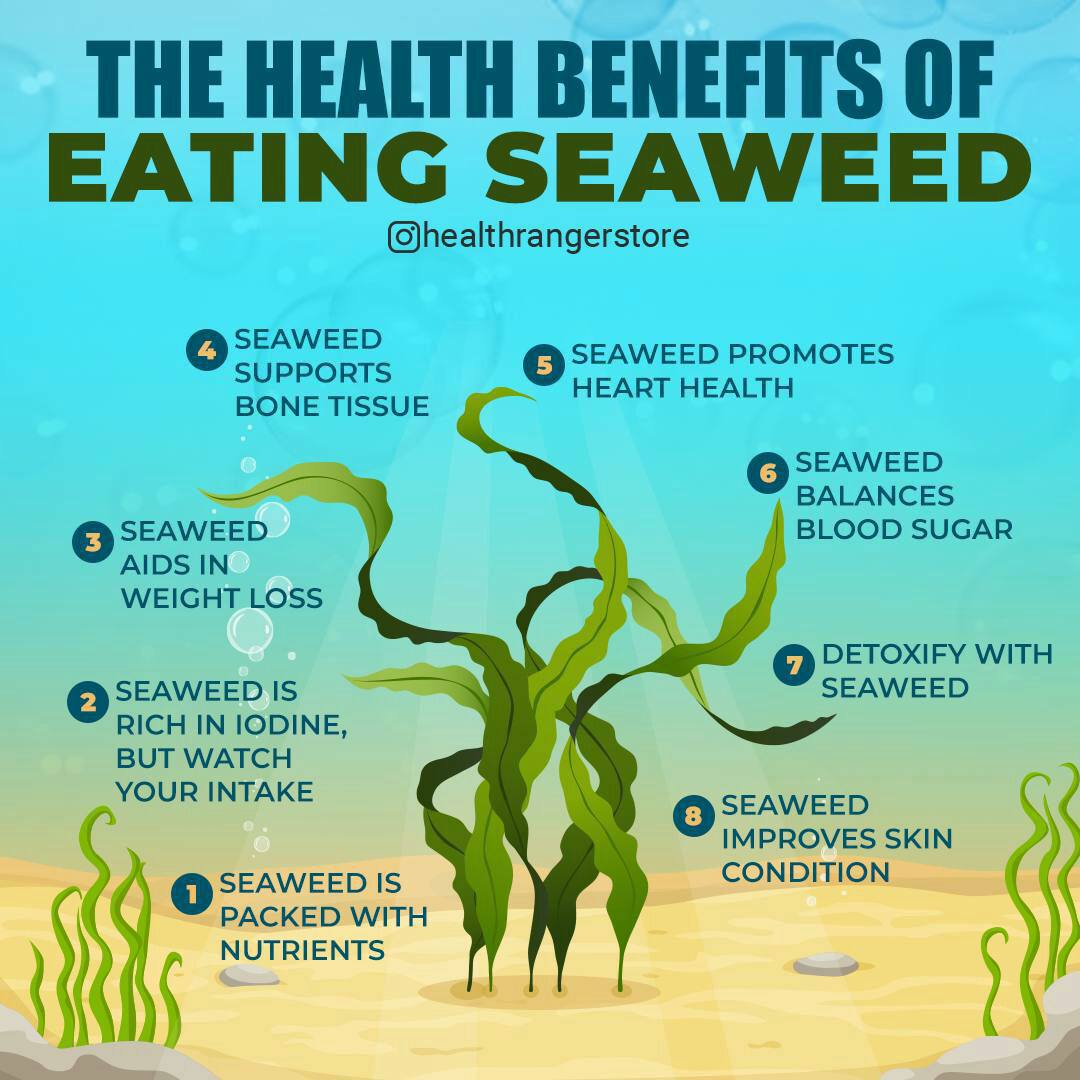 THE HEALTH BENEFITS OF
EATING SEAWEED
healthrangerstore
4 SEAWEED
SUPPORTS
BONE TISSUE
5 SEAWEED PROMOTES
HEART HEALTH
6 SEAWEED
BALANCES
BLOOD SUGAR
3 SEAWEED
AIDS IN
WEIGHT LOSS
7 DETOXIFY WITH
SEAWEED
2 SEAWEED IS
RICH IN IODINE,
BUT WATCH
YOUR INTAKE
8 SEAWEED
IMPROVES SKIN
CONDITION
1 SEAWEED IS
PACKED WITH
NUTRIENTS